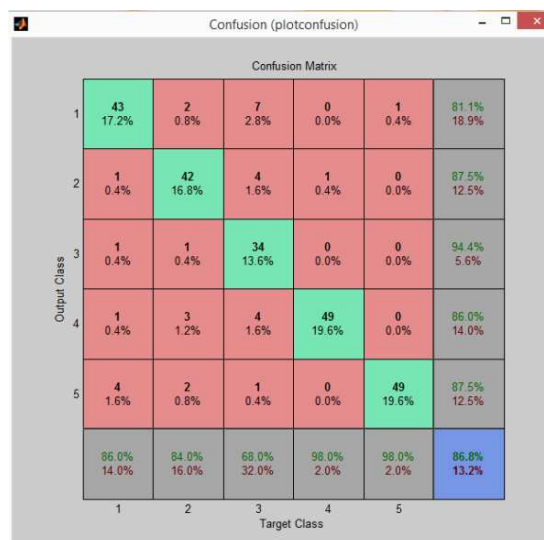 Confusion (plotconfusion)
Confusion Matrix
43 2 7 0 1 81.1%
1
17.2% 0.8% 2.8% 0.0% 0.4% 18.9%
1 42 4 1 0 87.5%
2
0.4% 16.8% 1.6% 0.4% 0.0% 12.5%
1 1 34 0 0 94.4%
3
0.4% 0.4% 13.6% 0.0% 0.0% 5.6%
Output Class
1 3 4 49 0 86.0%
4
0.4% 1.2% 1.6% 19.6% 0.0% 14.0%
4 2 1 0 49 87.5%
5
1.6% 0.8% 0.4% 0.0% 19.6% 12.5%
86.0% 84.0% 68.0% 98.0% 98.0% 86.8%
14.0% 16.0% 32.0% 2.0% 2.0% 13.2%
1 2 3 4 5
Target Class